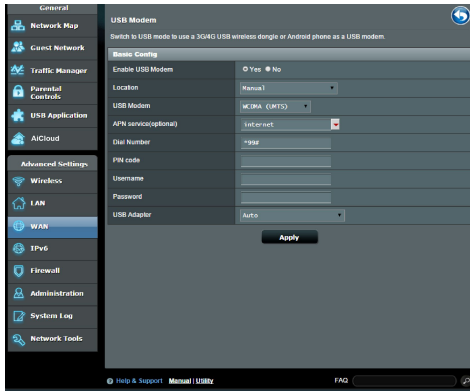 General
Network Map
Guest Network
Traffic Manager
Parental
Controls
USB Application
AiCloud
Advanced Settings
Wireless
LAN
WAN
IPv6
Firewall
Administration
System Log
Network Tools
USB Modem
Switch to USB mode to use a 3G/4G USB wireless dongle or Android phone as a USB modem.
Basic Config
Enable USB Modem Yes No
Location Manual
USB Modem WCDMA (UMTS)
APN service(optional) internet
Dial Number *99#
PIN code
Username
Password
USB Adapter Auto
Apply
Help & Support Manual | Utility FAQ